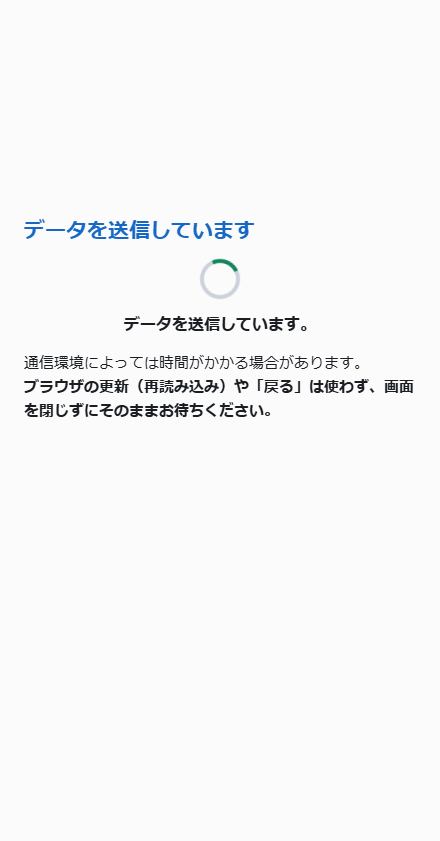 データを送信しています
データを送信しています。
通信環境によっては時間がかかる場合があります。
ブラウザの更新（再読み込み）や「戻る」は使わず、画面
を閉じずにそのままお待ちください。